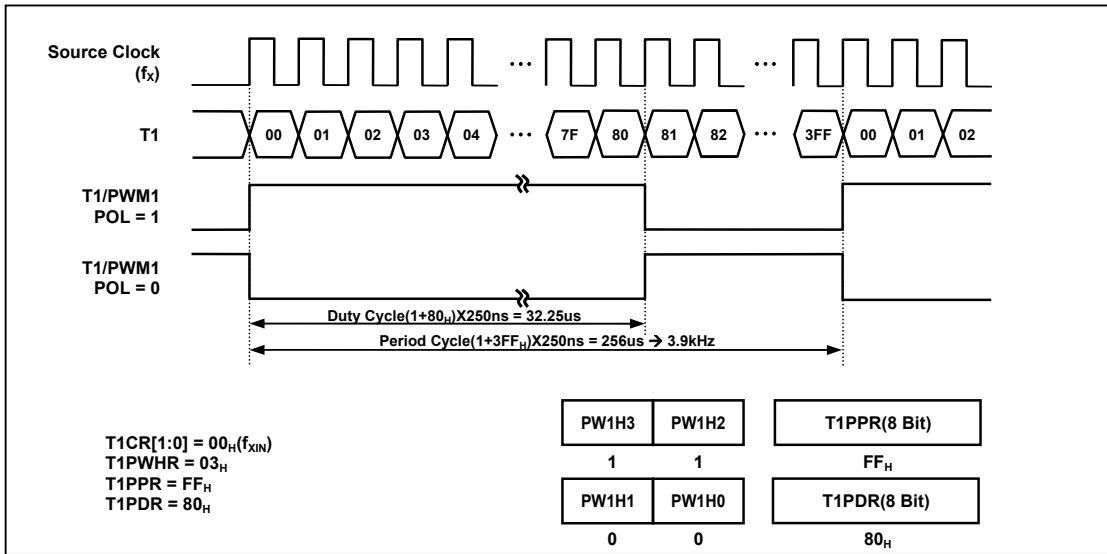 Source Clock
(fX)
T1
00 01 02 03 04 ··· 7F 80 81 82 ··· 3FF 00 01 02
T1/PWM1
POL = 1
T1/PWM1
POL = 0
Duty Cycle(1+80H)X250ns = 32.25us
Period Cycle(1+3FFH)X250ns = 256us → 3.9kHz
T1CR[1:0] = 00H(fXIN)
T1PWHR = 03H
T1PPR = FFH
T1PDR = 80H
PW1H3 PW1H2 T1PPR(8 Bit)
1 1 FFH
PW1H1 PW1H0 T1PDR(8 Bit)
0 0 80H